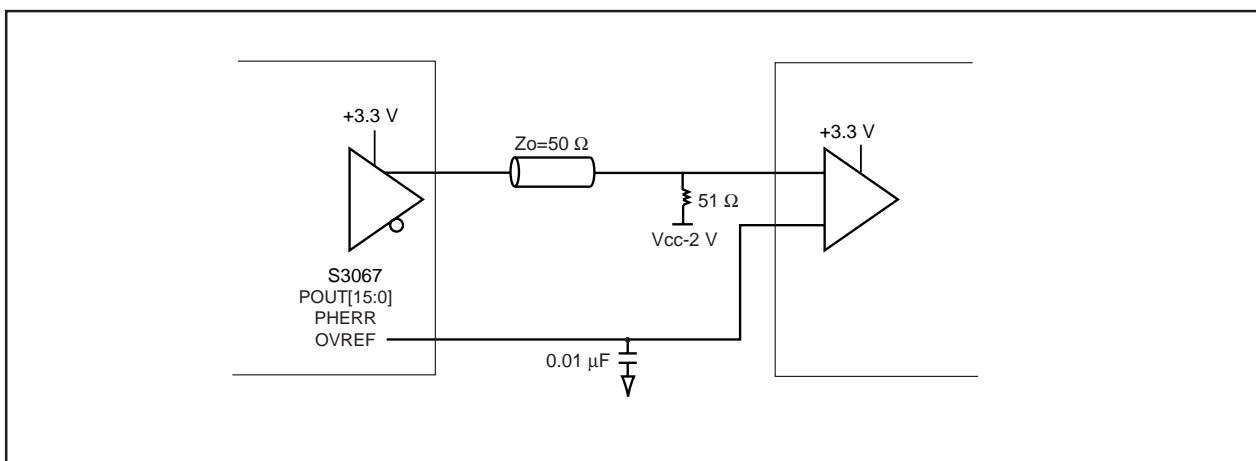 +3.3 V
Zo=50 Ω
+3.3 V
51 Ω
Vcc-2 V
S3067
POUT[15:0]
PHERR
OVREF
0.01 μF